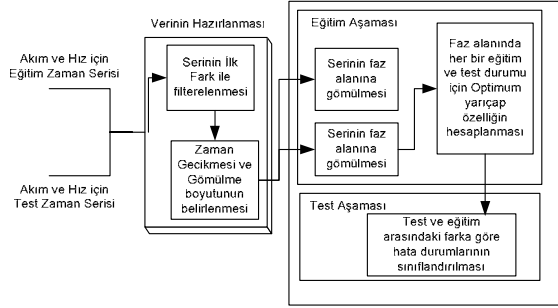 Verinin Hazırlanması
Eğitim Aşaması
Akım ve Hız için
Eğitim Zaman Serisi
Serinin İlk
Fark ile
filterelenmesi
Serinin faz
alanına
gömülmesi
Faz alanında
her bir eğitim
ve test durumu
için Optimum
yarıçap
özelliğin
hesaplanması
Zaman
Gecikmesi ve
Gömülme
boyutunun
belirlenmesi
Serinin faz
alanına
gömülmesi
Akım ve Hız için
Test Zaman Serisi
Test Aşaması
Test ve eğitim
arasındaki farka göre
hata durumlarının
sınıflandırılması